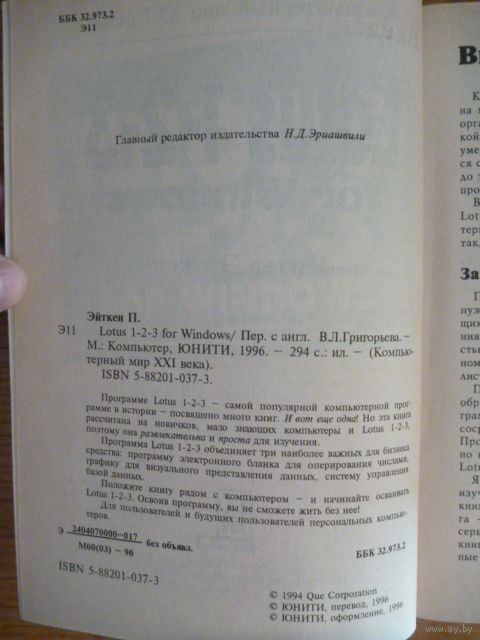 ББК 32.973.2
Э11
Главный редактор издательства Н.Д.Эриашвили
Эйткен П.
Э11 Lotus 1-2-3 for Windows/ Пер. с англ. В.Л.Григорьева. –
М.: Компьютер, ЮНИТИ, 1996. – 294 с.: ил – (Компью-
терный мир XXI века).
ISBN 5-88201-037-3.
Программе Lotus 1-2-3 – самой популярной компьютерной про-
грамме в истории – посвящено много книг. И вот еще одна! Но эта книга
рассчитана на новичков, мало знающих компьютеры и Lotus 1-2-3,
поэтому она развлекательна и проста для изучения.
Программа Lotus 1-2-3 объединяет три наиболее важных для бизнеса
средства: программу электронного бланка для оперирования числами,
графику для визуального представления данных, систему управления
базой данных.
Положите книгу рядом с компьютером – и начинайте осваивать
Lotus 1-2-3. Освоив программу, вы не сможете жить без нее!
Для пользователей и будущих пользователей персональных компью-
теров.
Э 2404070000-017 без объявл.
М00(03) – 96
ББК 32.973.2
ISBN 5-88201-037-3
© 1994 Que Corporation
© ЮНИТИ, перевод, 1996
© ЮНИТИ, оформление, 1996
ay.by